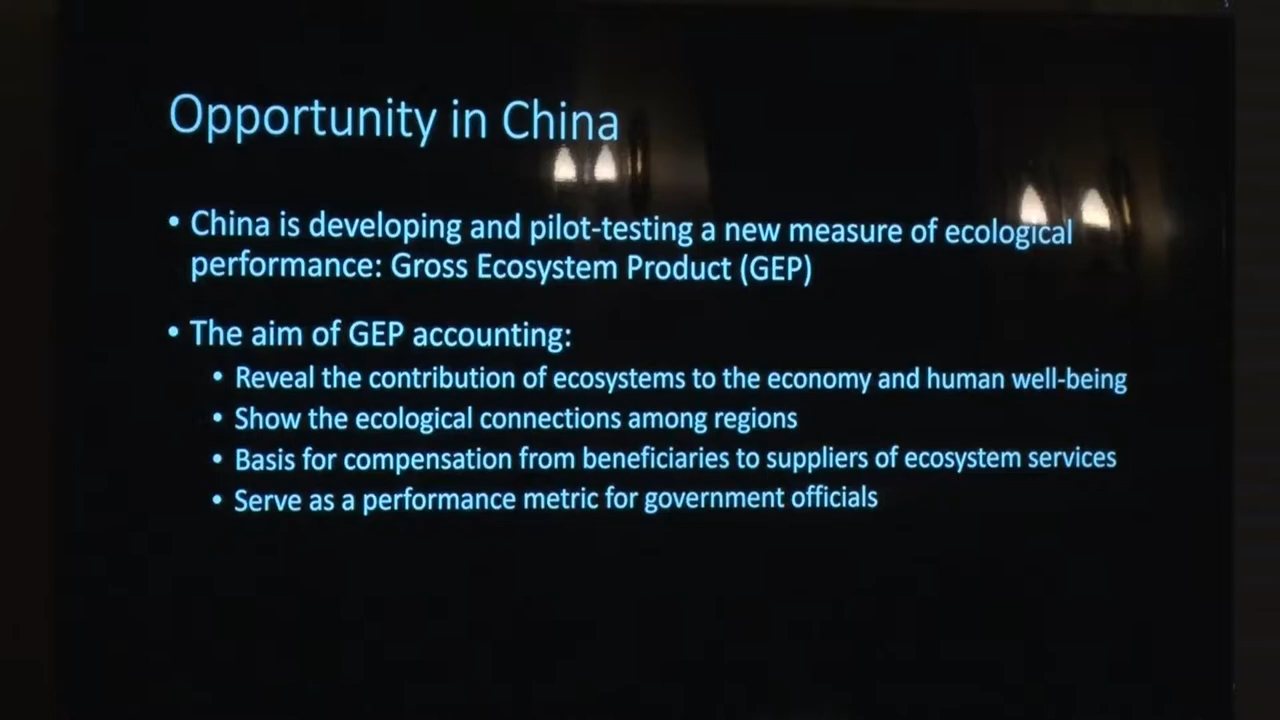 Opportunity in China
• China is developing and pilot-testing a new measure of ecological
performance: Gross Ecosystem Product (GEP)
• The aim of GEP accounting:
• Reveal the contribution of ecosystems to the economy and human well-being
• Show the ecological connections among regions
• Basis for compensation from beneficiaries to suppliers of ecosystem services
• Serve as a performance metric for government officials